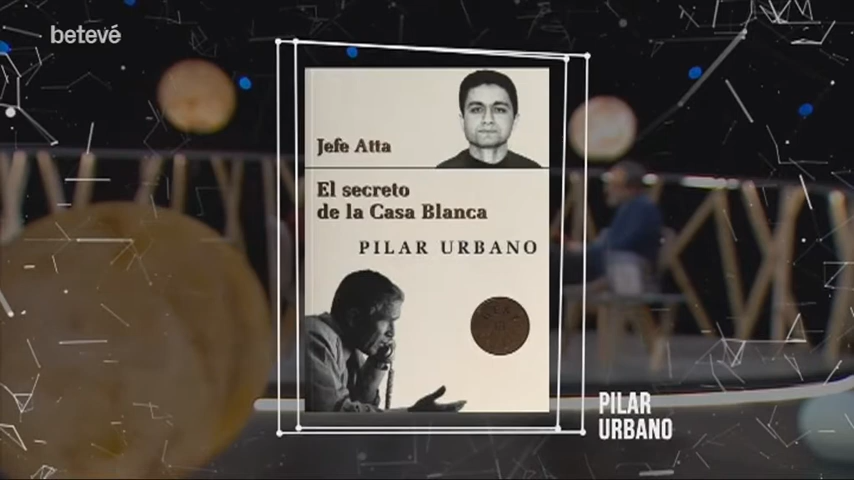 betevé
Jefe Atta
El secreto
de la Casa Blanca
PILAR URBANO
PILAR
URBANO